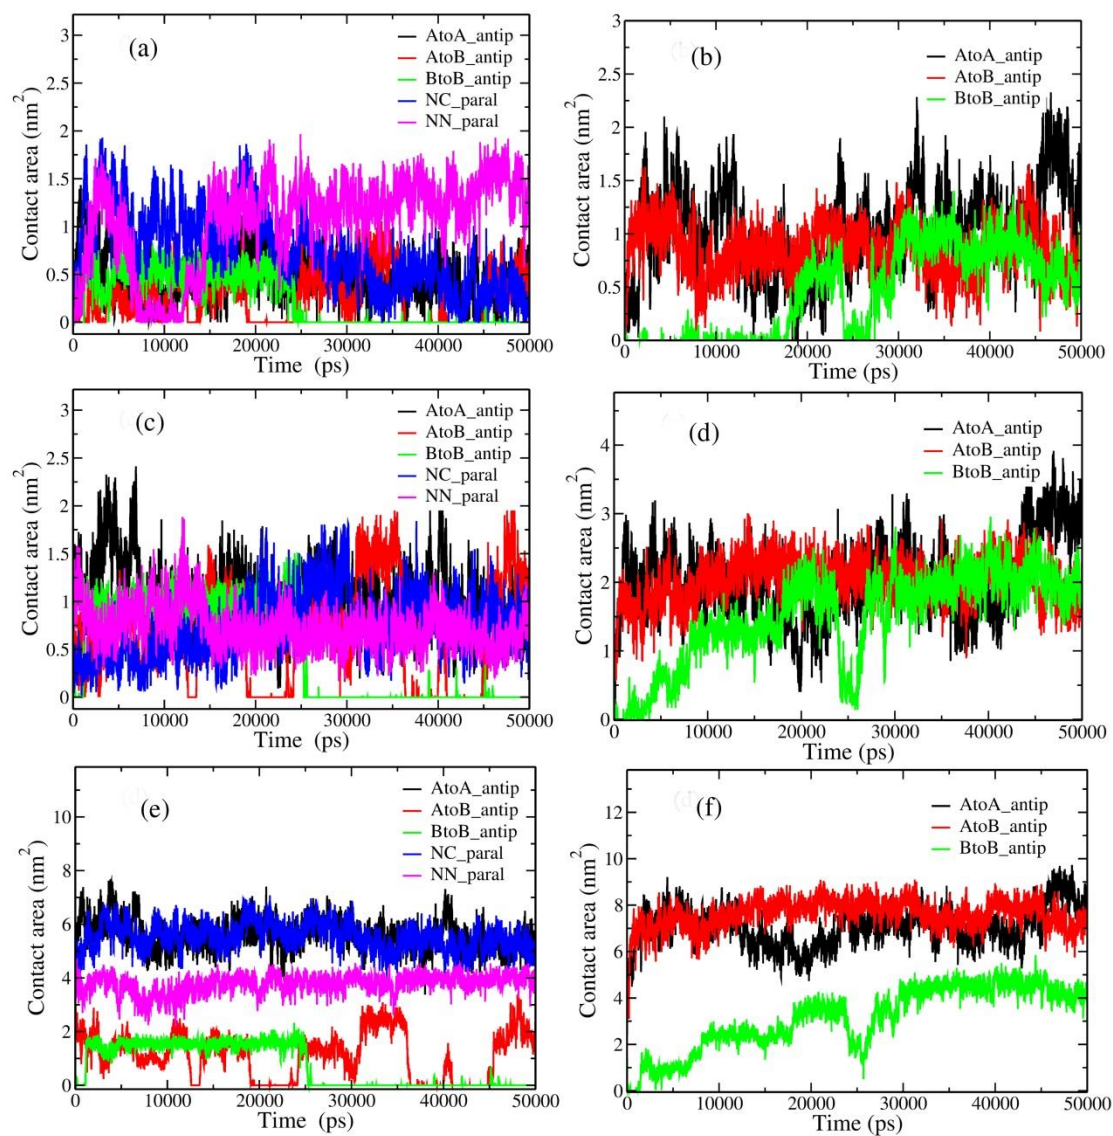 (a)
AtoA_antip
AtoB_antip
BtoB_antip
NC_paral
NN_paral
Contact area (nm²)
3
2.5
2
1.5
1
0.5
0
0 10000 20000 30000 40000 50000
Time (ps)
(b)
AtoA_antip
AtoB_antip
BtoB_antip
Contact area (nm²)
3
2.5
2
1.5
1
0.5
0
0 10000 20000 30000 40000 50000
Time (ps)
(c)
AtoA_antip
AtoB_antip
BtoB_antip
NC_paral
NN_paral
Contact area (nm²)
3
2.5
2
1.5
1
0.5
0
0 10000 20000 30000 40000 50000
Time (ps)
(d)
AtoA_antip
AtoB_antip
BtoB_antip
Contact area (nm²)
4
3
2
1
0
0 10000 20000 30000 40000 50000
Time (ps)
(e)
AtoA_antip
AtoB_antip
BtoB_antip
NC_paral
NN_paral
Contact area (nm²)
10
8
6
4
2
0
0 10000 20000 30000 40000 50000
Time (ps)
(f)
AtoA_antip
AtoB_antip
BtoB_antip
Contact area (nm²)
12
10
8
6
4
2
0
0 10000 20000 30000 40000 50000
Time (ps)